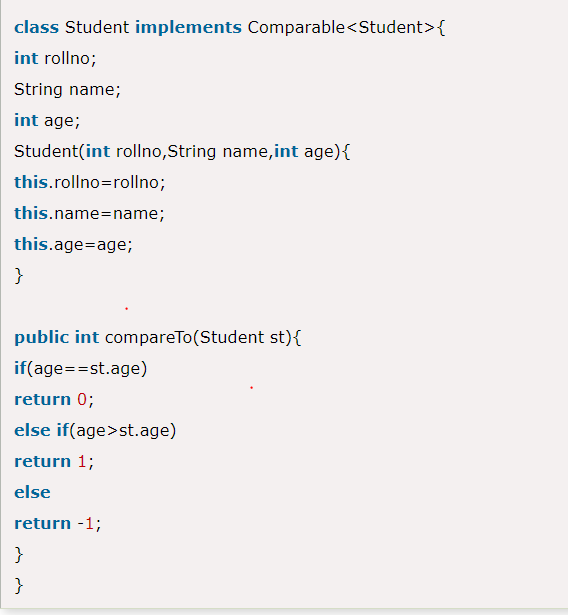 class Student implements Comparable<Student>{
int rollno;
String name;
int age;
Student(int rollno,String name,int age){
this.rollno=rollno;
this.name=name;
this.age=age;
}
public int compareTo(Student st){
if(age==st.age)
return 0;
else if(age>st.age)
return 1;
else
return -1;
}
}